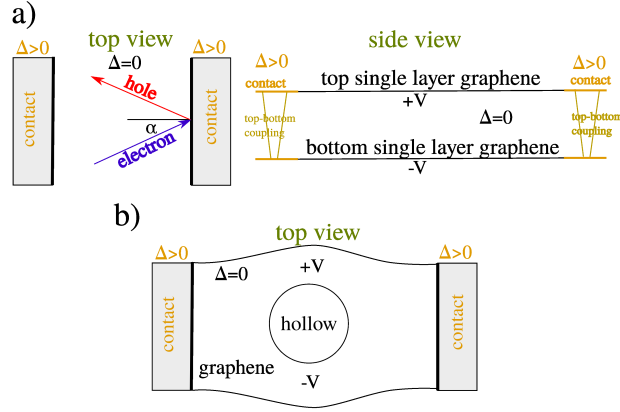 a)
Δ>0
top view
Δ>0
Δ=0
hole
contact
α
electron
contact
side view
Δ>0
contact
top single layer graphene
+V
Δ>0
contact
top-bottom
coupling
Δ=0
top-bottom
coupling
bottom single layer graphene
-V
b)
top view
Δ>0
Δ>0
Δ=0
+V
contact
hollow
contact
graphene
-V